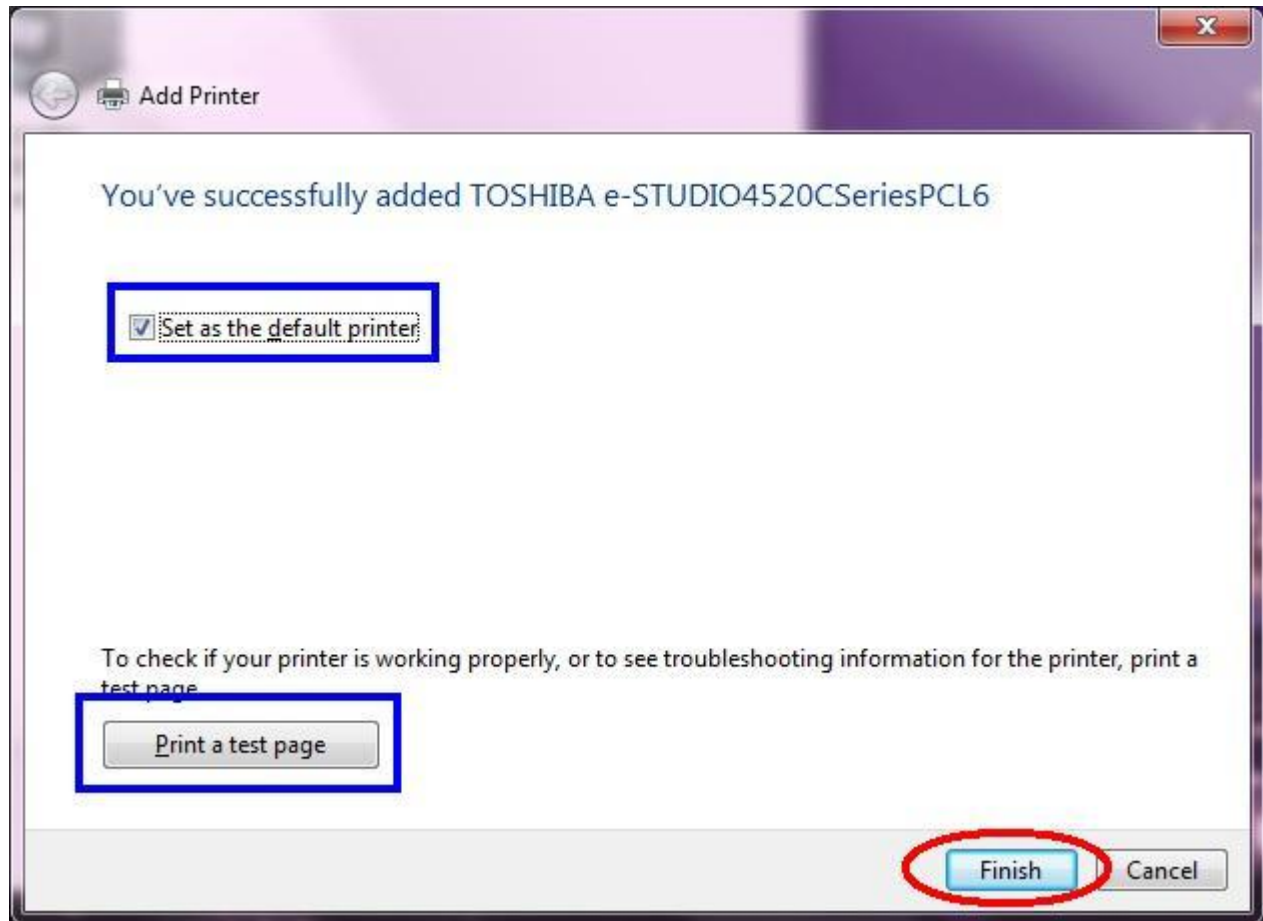 Add Printer
You've successfully added TOSHIBA e-STUDIO4520CSeriesPCL6
Set as the default printer
To check if your printer is working properly, or to see troubleshooting information for the printer, print a
test page
Print a test page
Finish
Cancel